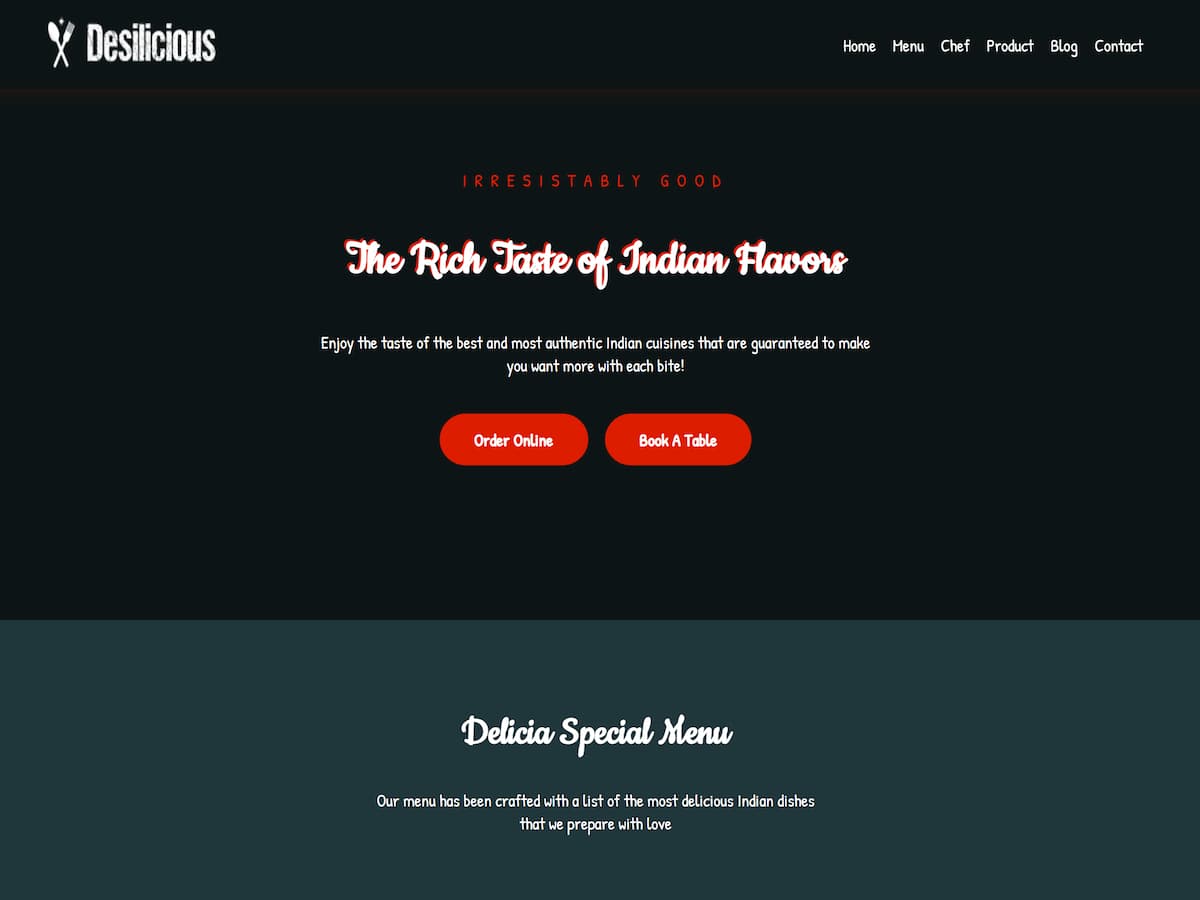 Desilicious
Home Menu Chef Product Blog Contact
IRRESISTABLY GOOD
The Rich Taste of Indian Flavors
Enjoy the taste of the best and most authentic Indian cuisines that are guaranteed to make
you want more with each bite!
Order Online Book A Table
Delicia Special Menu
Our menu has been crafted with a list of the most delicious Indian dishes
that we prepare with love